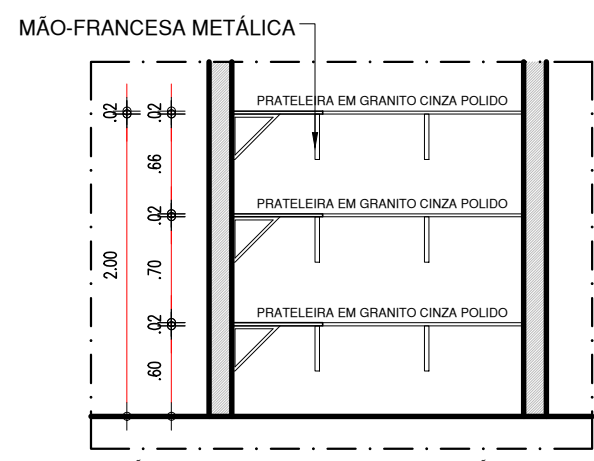 MÃO-FRANCESA METÁLICA
PRATELEIRA EM GRANITO CINZA POLIDO
.02
.02
.66
PRATELEIRA EM GRANITO CINZA POLIDO
.02
2.00
.70
PRATELEIRA EM GRANITO CINZA POLIDO
.02
.60